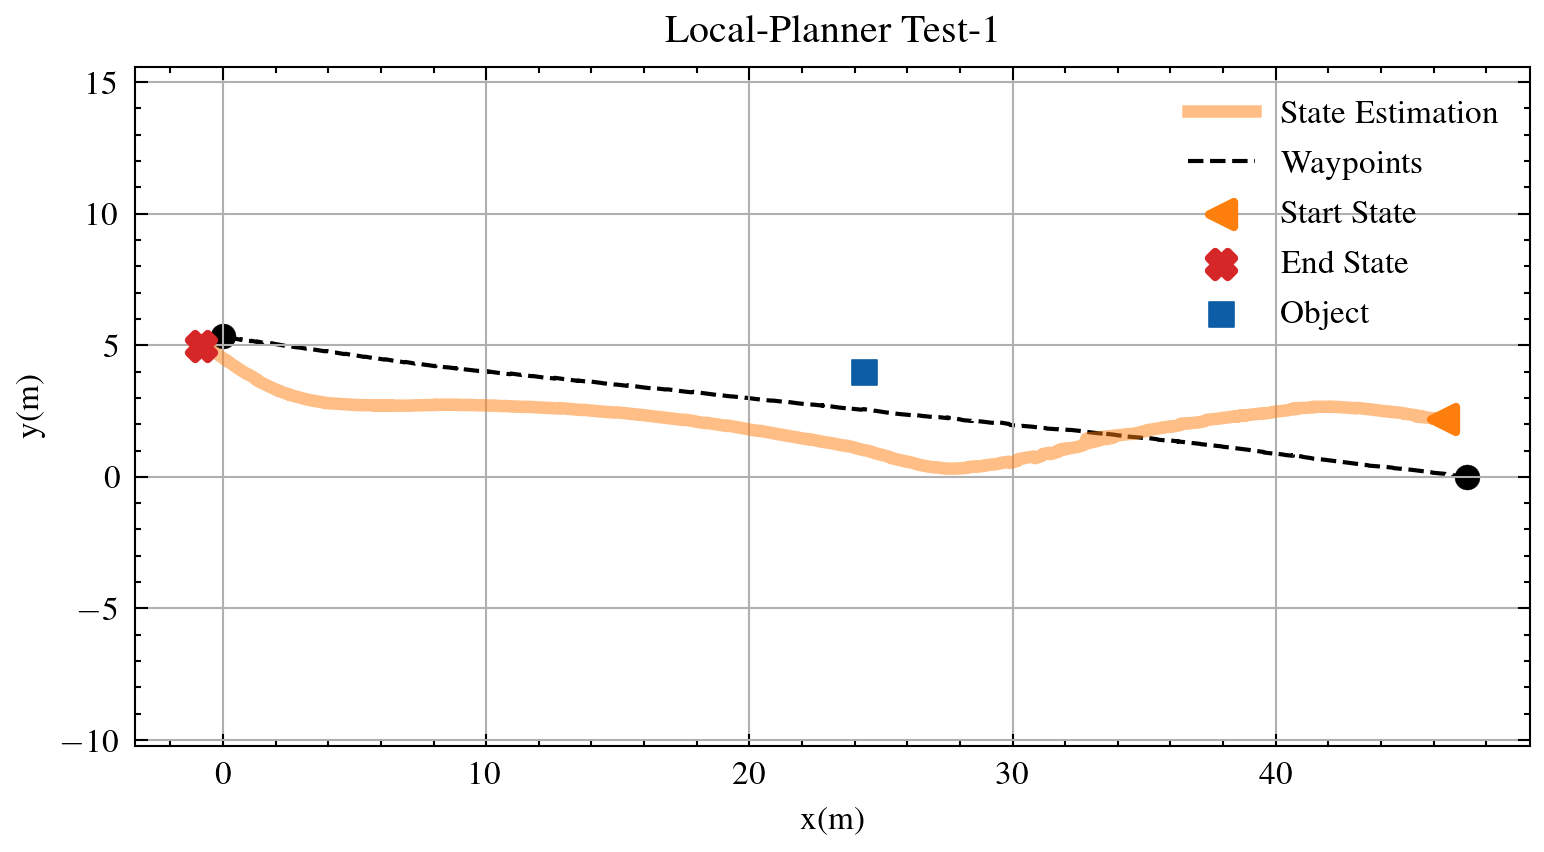 Local-Planner Test-1
15
10
5
0
−5
−10
y(m)
State Estimation
Waypoints
Start State
End State
Object
0
10
20
30
40
x(m)